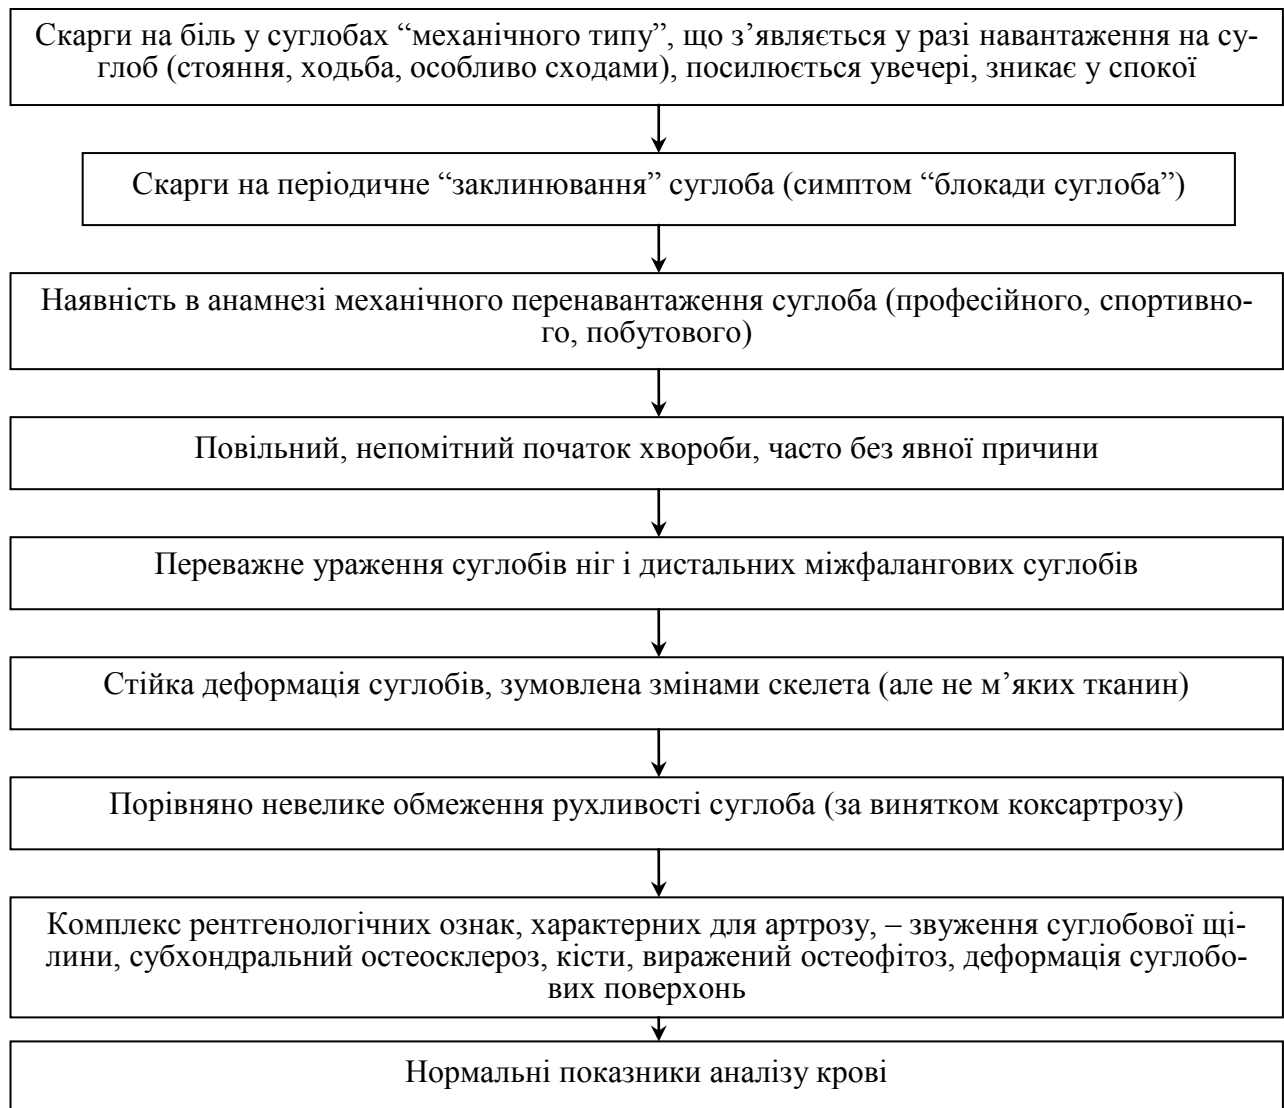 Скарги на біль у суглобах “механічного типу”, що з’являється у разі навантаження на су-
глоб (стояння, ходьба, особливо сходами), посилюється увечері, зникає у спокої
Скарги на періодичне “заклинювання” суглоба (симптом “блокади суглоба”)
Наявність в анамнезі механічного перенавантаження суглоба (професійного, спортивно-
го, побутового)
Повільний, непомітний початок хвороби, часто без явної причини
Переважне ураження суглобів ніг і дистальних міжфалангових суглобів
Стійка деформація суглобів, зумовлена змінами скелета (але не м’яких тканин)
Порівняно невелике обмеження рухливості суглоба (за винятком коксартрозу)
Комплекс рентгенологічних ознак, характерних для артрозу, – звуження суглобової щі-
лини, субхондральний остеосклероз, кісти, виражений остеофітоз, деформація суглобо-
вих поверхонь
Нормальні показники аналізу крові